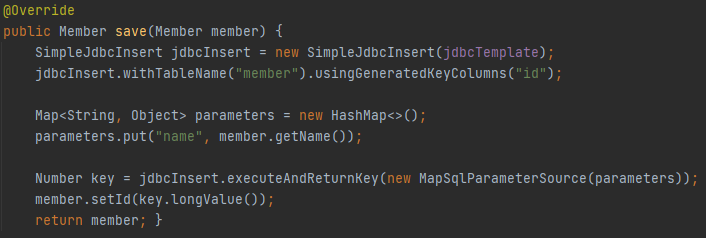 @Override
public Member save(Member member) {
    SimpleJdbcInsert jdbcInsert = new SimpleJdbcInsert(jdbcTemplate);
    jdbcInsert.withTableName("member").usingGeneratedKeyColumns("id");

    Map<String, Object> parameters = new HashMap<>();
    parameters.put("name", member.getName());

    Number key = jdbcInsert.executeAndReturnKey(new MapSqlParameterSource(parameters));
    member.setId(key.longValue());
    return member; }